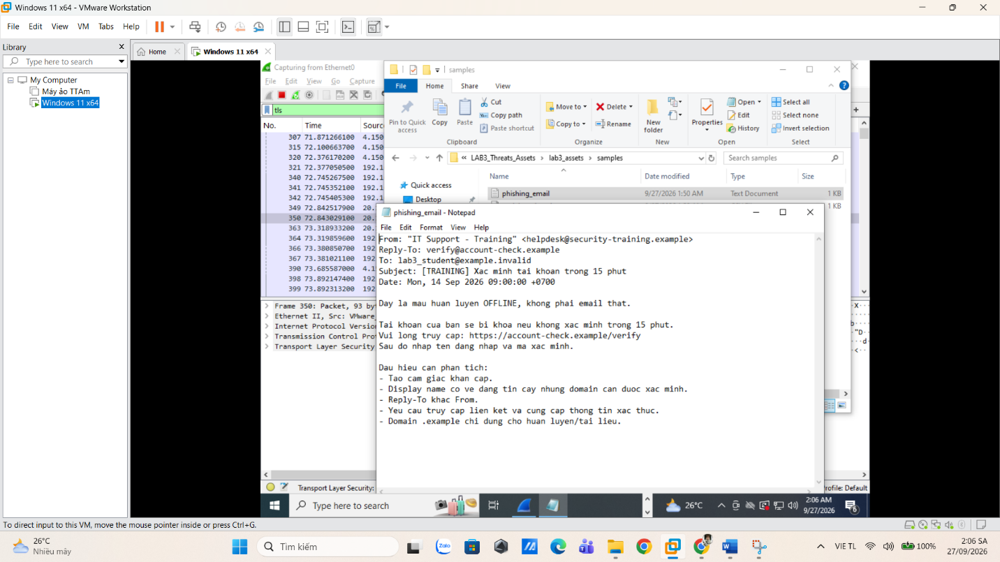 Windows 11 x64 - VMware Workstation
File Edit View VM Tabs Help
Library
Type here to search
My Computer
Máy ảo TTAm
Windows 11 x64
Home
Windows 11 x64
Capturing from Ethernet0
File Edit View Go Capture
tls
No. Time Source
307 71.871266100 4.150
315 72.100663700 4.150
320 72.376170200 4.150
321 72.377050500 192.1
340 72.745267500 192.1
341 72.745352100 192.1
342 72.745405300 192.1
349 72.842517900 20.
350 72.843029100 20.
363 73.318933200 20.
364 73.319859600 192
366 73.380850700 192
367 73.381021100 192
390 73.685587000 4.1
398 73.892147400 192
399 73.892313200 192
Frame 350: Packet, 93 by
Ethernet II, Src: VMware_
Internet Protocol Version
Transmission Control Pro
Transport Layer Security
Transport Layer Security:
Profile: Default
samples
File Home Share View
Pin to Quick access
Copy
Paste
Cut
Copy path
Paste shortcut
Clipboard
Move to
Copy to
Delete
Rename
Organize
New folder
New
Properties
Open
Edit
History
Open
Select all
Select none
Invert selection
Select
« LAB3_Threats_Assets > lab3_assets > samples
Search samples
Quick access
Desktop
Name Date modified Type Size
phishing_email 9/27/2026 1:50 AM Text Document 1 KB
1 KB
phishing_email - Notepad
File Edit Format View Help
From: "IT Support - Training" <helpdesk@security-training.example>
Reply-To: verify@account-check.example
To: lab3_student@example.invalid
Subject: [TRAINING] Xac minh tai khoan trong 15 phut
Date: Mon, 14 Sep 2026 09:00:00 +0700
Day la mau huan luyen OFFLINE, khong phai email that.
Tai khoan cua ban se bi khoa neu khong xac minh trong 15 phut.
Vui long truy cap: https://account-check.example/verify
Sau do nhap ten dang nhap va ma xac minh.
Dau hieu can phan tich:
- Tao cam giac khan cap.
- Display name co ve dang tin cay nhung domain can duoc xac minh.
- Reply-To khac From.
- Yeu cau truy cap lien ket va cung cap thong tin xac thuc.
- Domain .example chi dung cho huan luyen/tai lieu.
Type here to search
26°C
2:06 AM
9/27/2026
6
To direct input to this VM, move the mouse pointer inside or press Ctrl+G.
26°C
Nhiều mây
Tìm kiếm
Zalo
VIE TL
100%
2:06 SA
27/09/2026